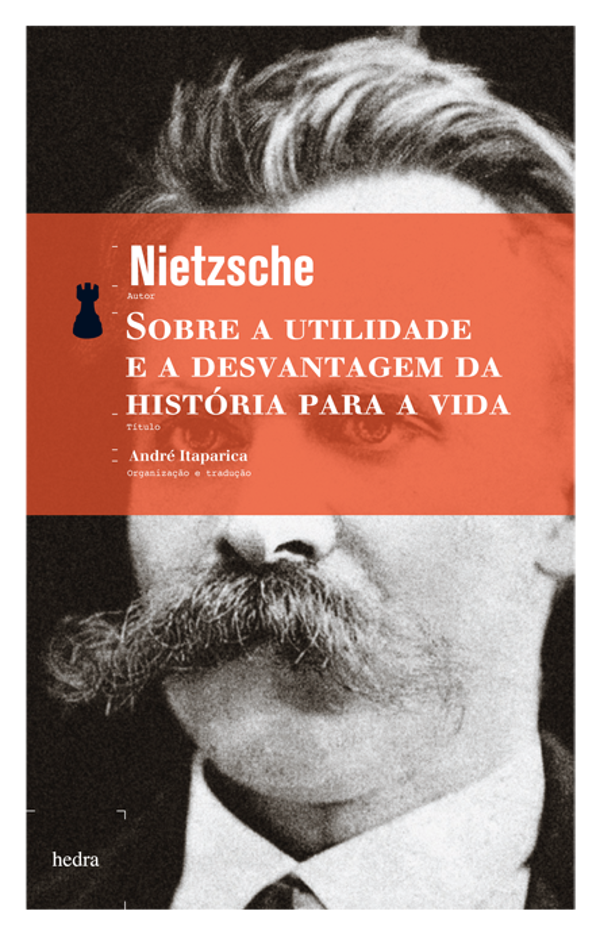 Nietzsche
Autor
SOBRE A UTILIDADE
E A DESVANTAGEM DA
HISTÓRIA PARA A VIDA
Título
André Itaparica
Organização e tradução
hedra